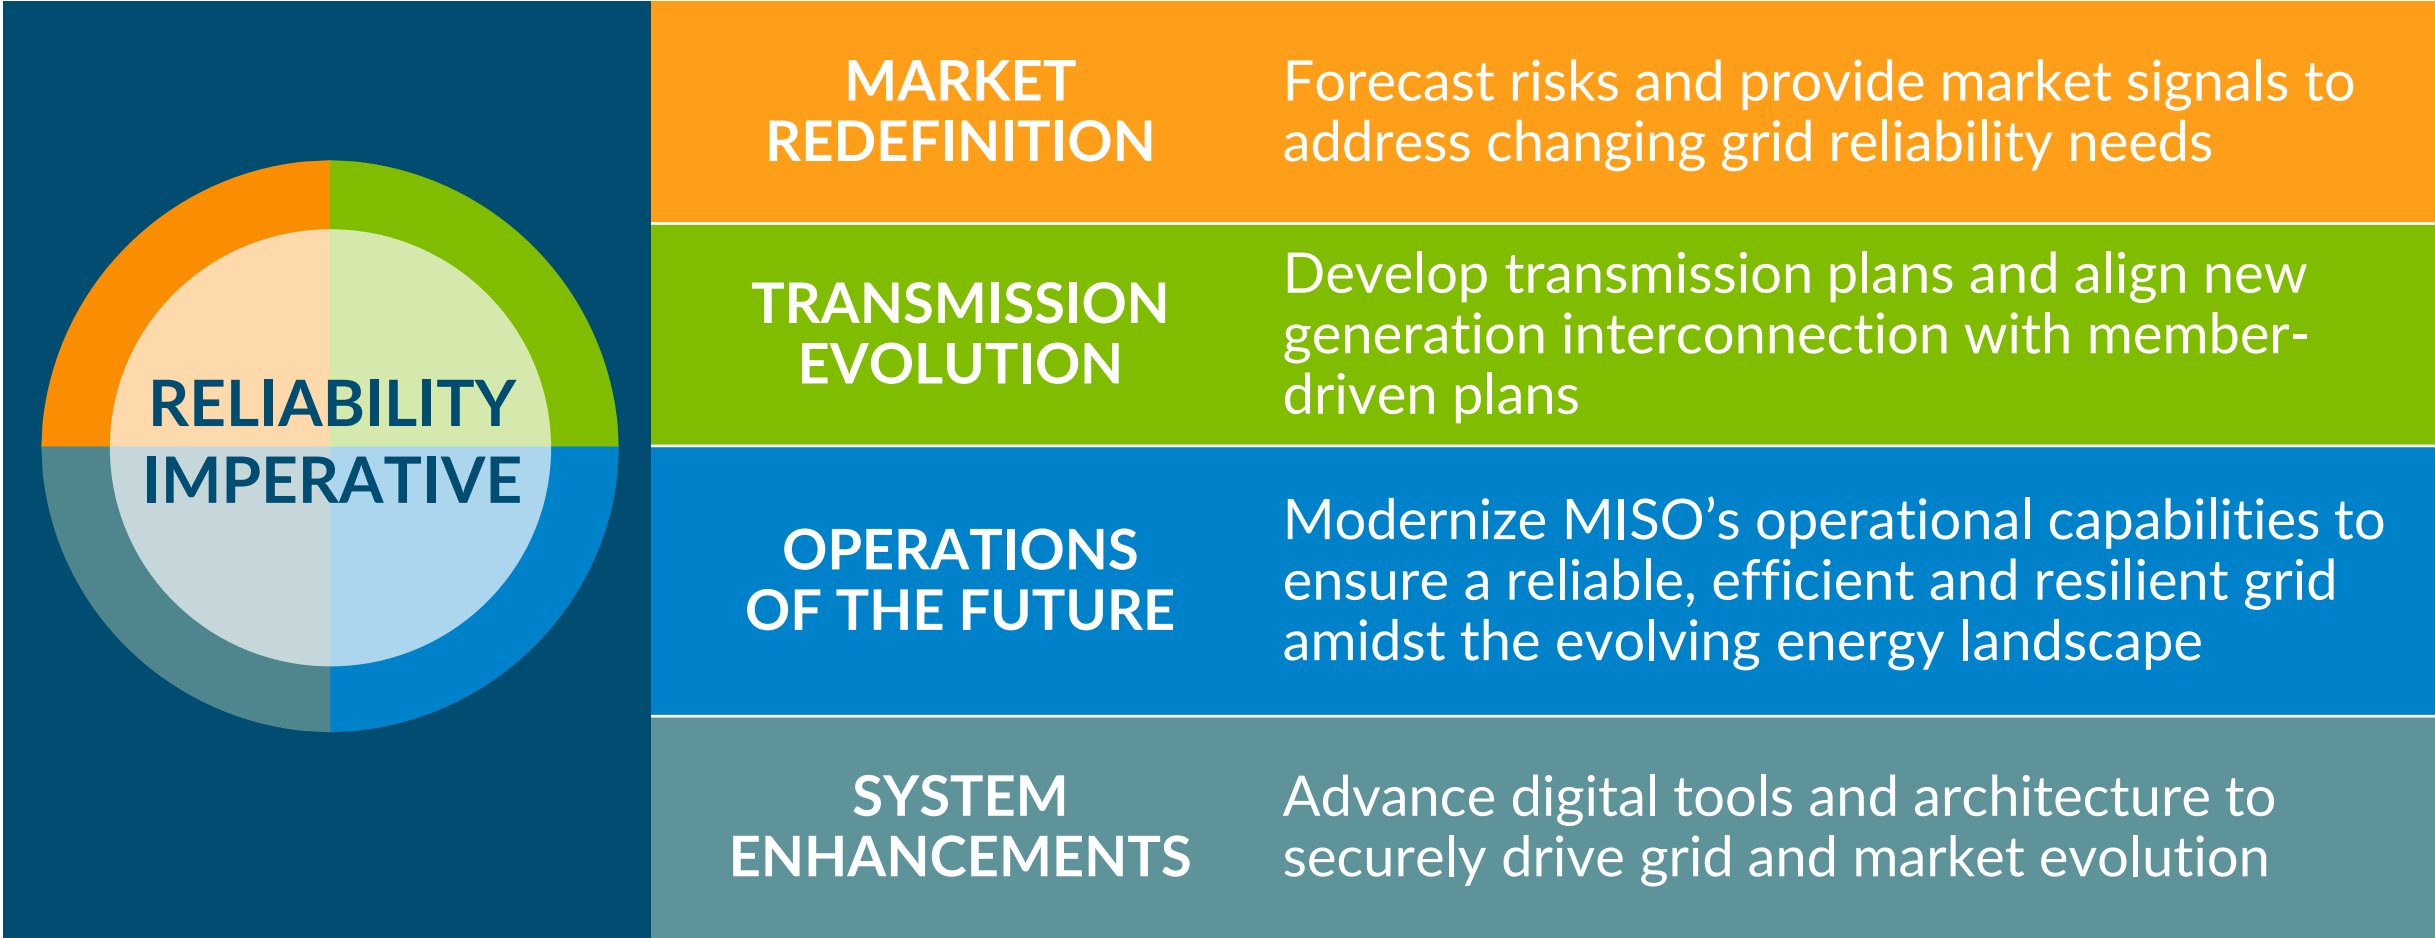 RELIABILITY
IMPERATIVE
MARKET
REDEFINITION
Forecast risks and provide market signals to
address changing grid reliability needs
TRANSMISSION
EVOLUTION
Develop transmission plans and align new
generation interconnection with member-
driven plans
OPERATIONS
OF THE FUTURE
Modernize MISO’s operational capabilities to
ensure a reliable, efficient and resilient grid
amidst the evolving energy landscape
SYSTEM
ENHANCEMENTS
Advance digital tools and architecture to
securely drive grid and market evolution